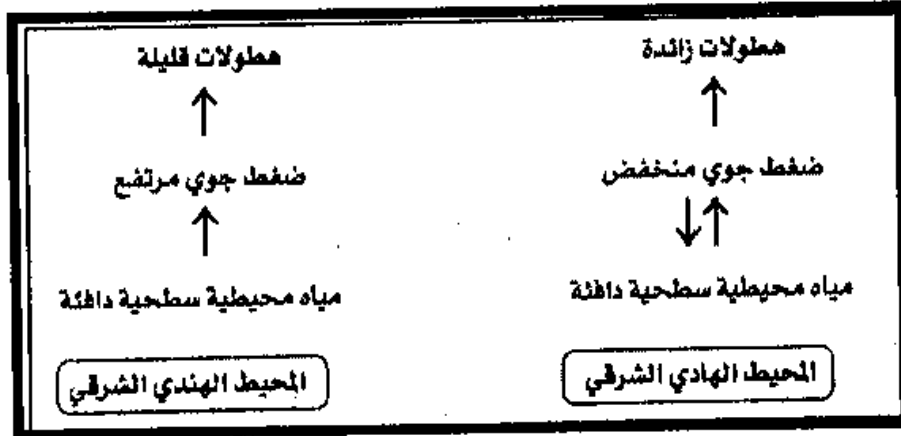 هطولات زائدة
هطولات قليلة
ضغط جوي منخفض
ضغط جوي مرتفع
مياه محيطية سطحية دافئة
مياه محيطية سطحية دافئة
المحيط الهادي الشرقي
المحيط الهندي الشرقي